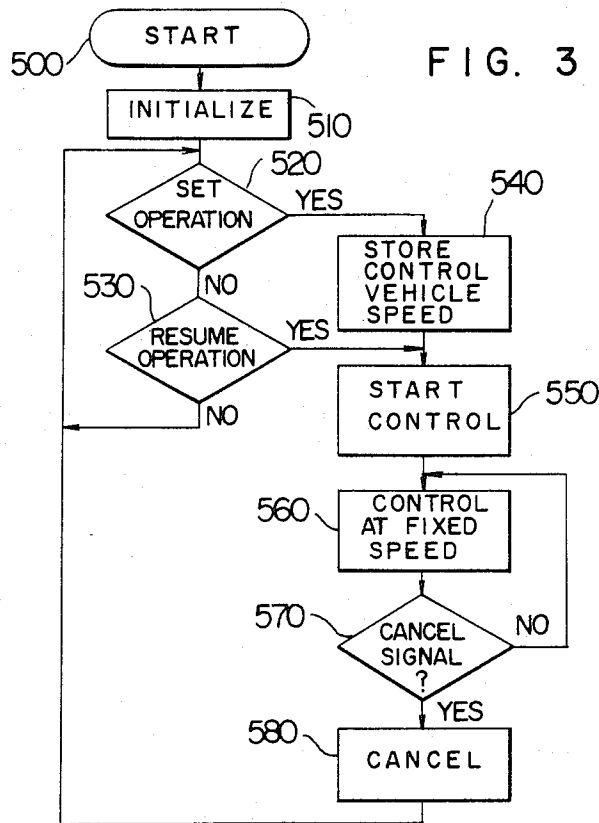 START
500
FIG. 3
INITIALIZE
510
520
SET
OPERATION
YES
540
STORE
CONTROL
VEHICLE
SPEED
NO
530
RESUME
OPERATION
YES
START
CONTROL
550
NO
560
CONTROL
AT FIXED
SPEED
570
CANCEL
SIGNAL
?
NO
YES
580
CANCEL